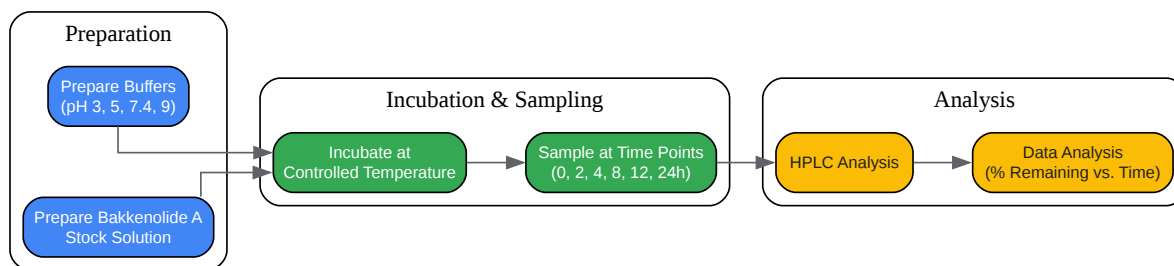 Preparation
Prepare Buffers
(pH 3, 5, 7.4, 9)
Prepare Bakkenolide A
Stock Solution
Incubation & Sampling
Incubate at
Controlled Temperature
Sample at Time Points
(0, 2, 4, 8, 12, 24h)
Analysis
HPLC Analysis
Data Analysis
(% Remaining vs. Time)